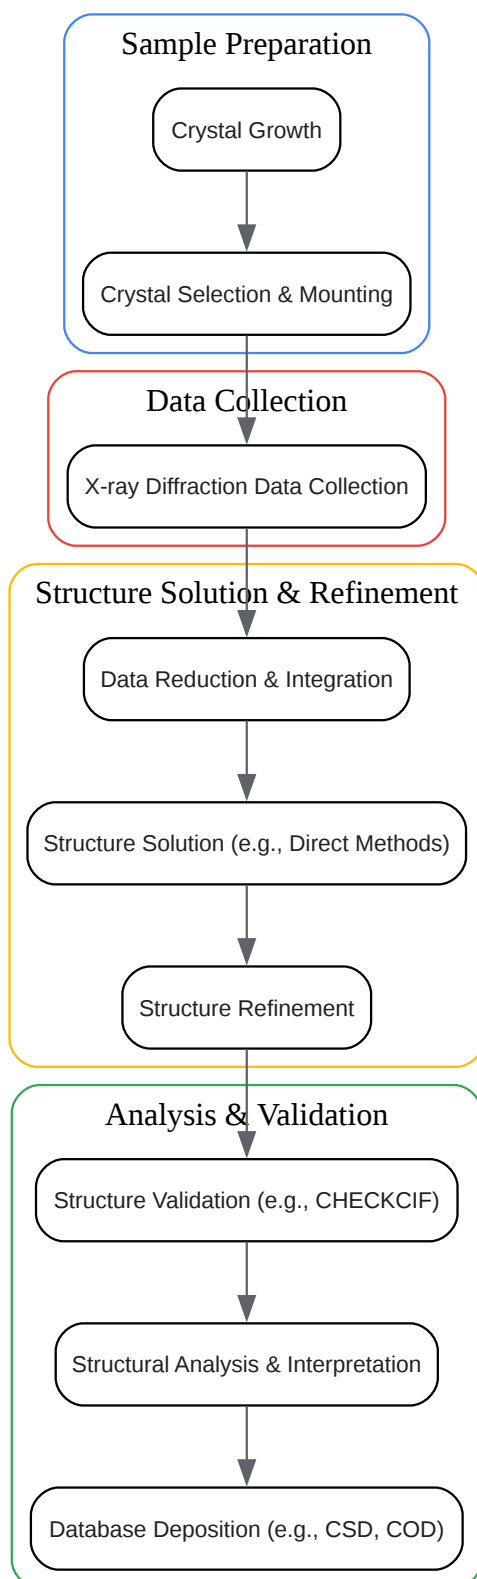 Sample Preparation
Crystal Growth
Crystal Selection & Mounting
Data Collection
X-ray Diffraction Data Collection
Structure Solution & Refinement
Data Reduction & Integration
Structure Solution (e.g., Direct Methods)
Structure Refinement
Analysis & Validation
Structure Validation (e.g., CHECKCIF)
Structural Analysis & Interpretation
Database Deposition (e.g., CSD, COD)